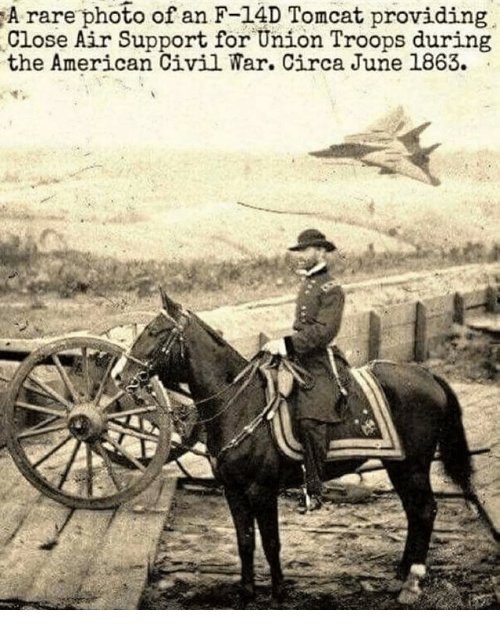 A rare photo of an F-14D Tomcat providing
Close Air Support for Union Troops during
the American Civil War. Circa June 1863.